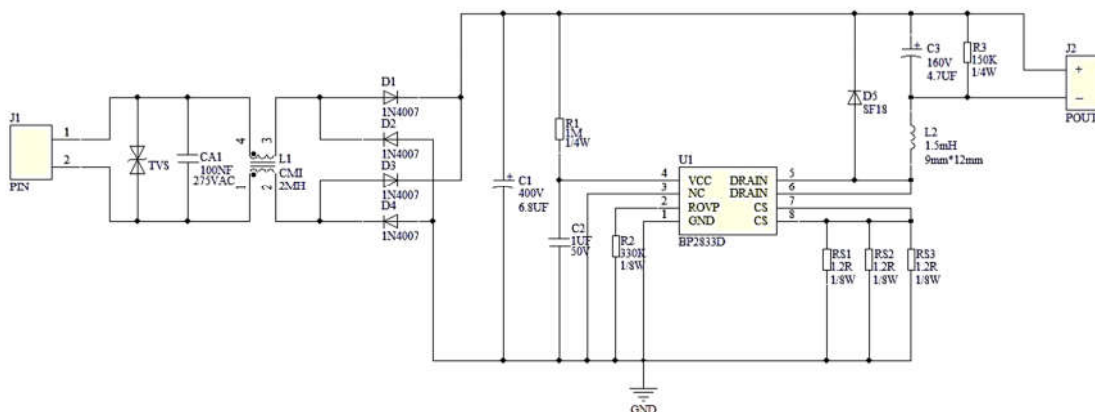 J1
1
2
PIN
TVS
CA1
100NF
275VAC
4
3
1
2
L1
CMI
2MH
D1
1N4007
D2
1N4007
D3
1N4007
D4
1N4007
C1
400V
6.8UF
R1
1M
1/4W
C2
1UF
50V
R2
330K
1/8W
U1
4
3
2
1
VCC
NC
ROVP
GND
DRAIN
DRAIN
CS
CS
5
6
7
8
BP2833D
GND
RS1
1.2R
1/8W
RS2
1.2R
1/8W
RS3
1.2R
1/8W
D5
SF18
C3
160V
4.7UF
R3
150K
1/4W
L2
1.5mH
9mm*12mm
J2
+
−
POUT